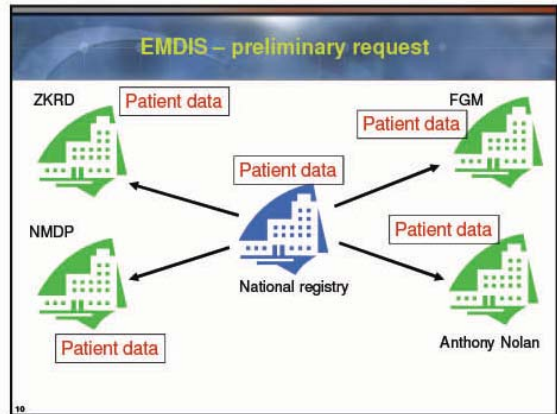 EMDIS – preliminary request
ZKRD
Patient data
FGM
Patient data
Patient data
Patient data
NMDP
National registry
Patient data
Anthony Nolan
10